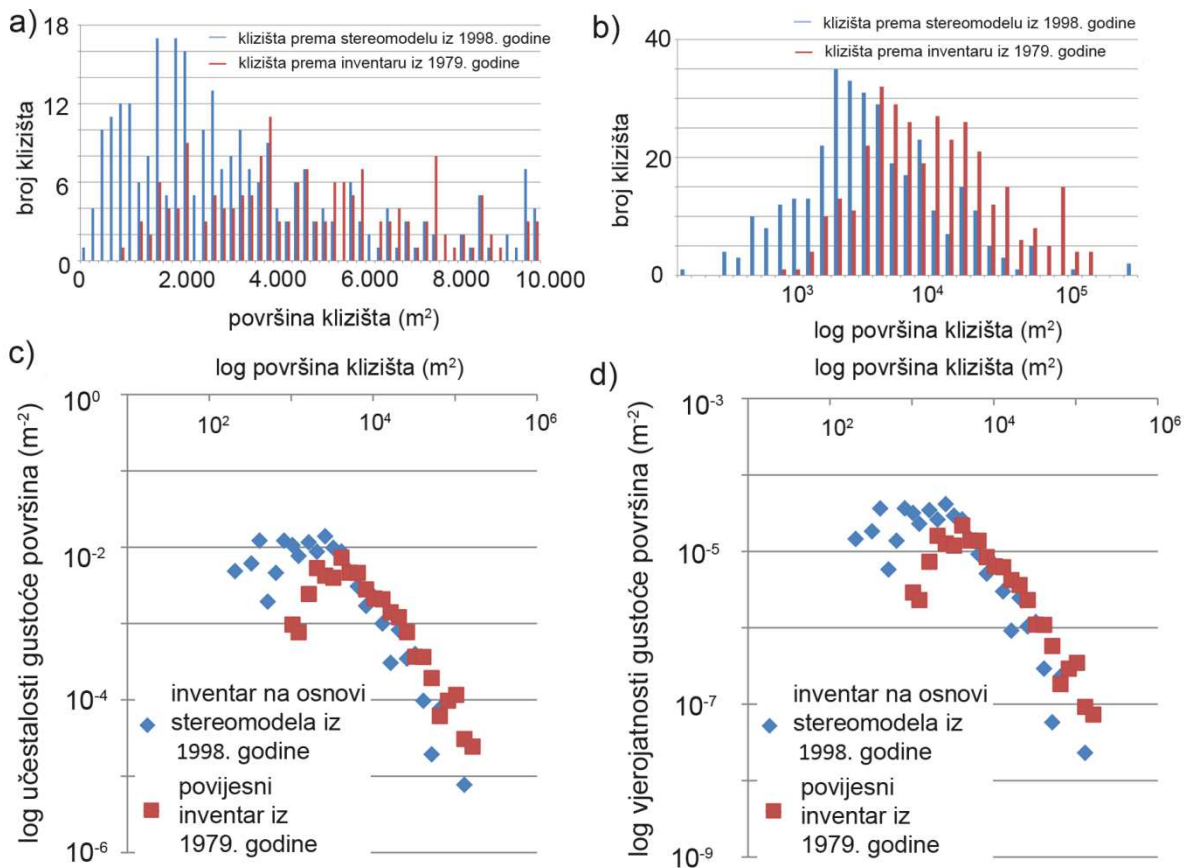 a)
18
12
6
0
broj klizišta
klizišta prema stereomodelu iz 1998. godine
klizišta prema inventaru iz 1979. godine
0
2.000
4.000
6.000
8.000
10.000
površina klizišta (m²)
b)
40
20
0
broj klizišta
klizišta prema stereomodelu iz 1998. godine
klizišta prema inventaru iz 1979. godine
10³
10⁴
10⁵
log površina klizišta (m²)
c)
log površina klizišta (m²)
10²
10⁴
10⁶
10⁰
10⁻²
10⁻⁴
10⁻⁶
log učestalosti gustoće površina (m⁻²)
inventar na osnovi
stereomodela iz
1998. godine
povijesni
inventar iz
1979. godine
d)
log površina klizišta (m²)
10²
10⁴
10⁶
10⁻³
10⁻⁵
10⁻⁷
10⁻⁹
log vjerojatnosti gustoće površina (m⁻²)
inventar na osnovi
stereomodela iz
1998. godine
povijesni
inventar iz
1979. godine